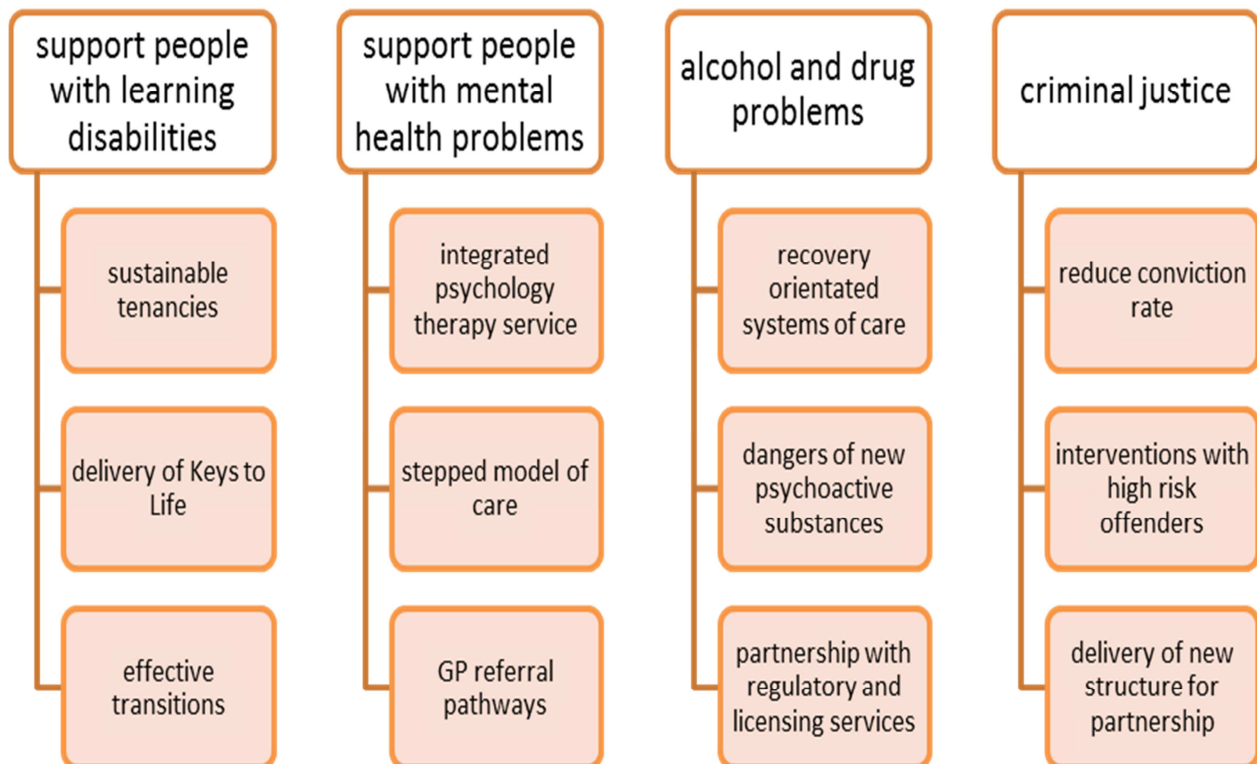 support people
with learning
disabilities
sustainable
tenancies
delivery of Keys to
Life
effective
transitions
support people
with mental
health problems
integrated
psychology
therapy service
stepped model of
care
GP referral
pathways
alcohol and drug
problems
recovery
orientated
systems of care
dangers of new
psychoactive
substances
partnership with
regulatory and
licensing services
criminal justice
reduce conviction
rate
interventions with
high risk
offenders
delivery of new
structure for
partnership